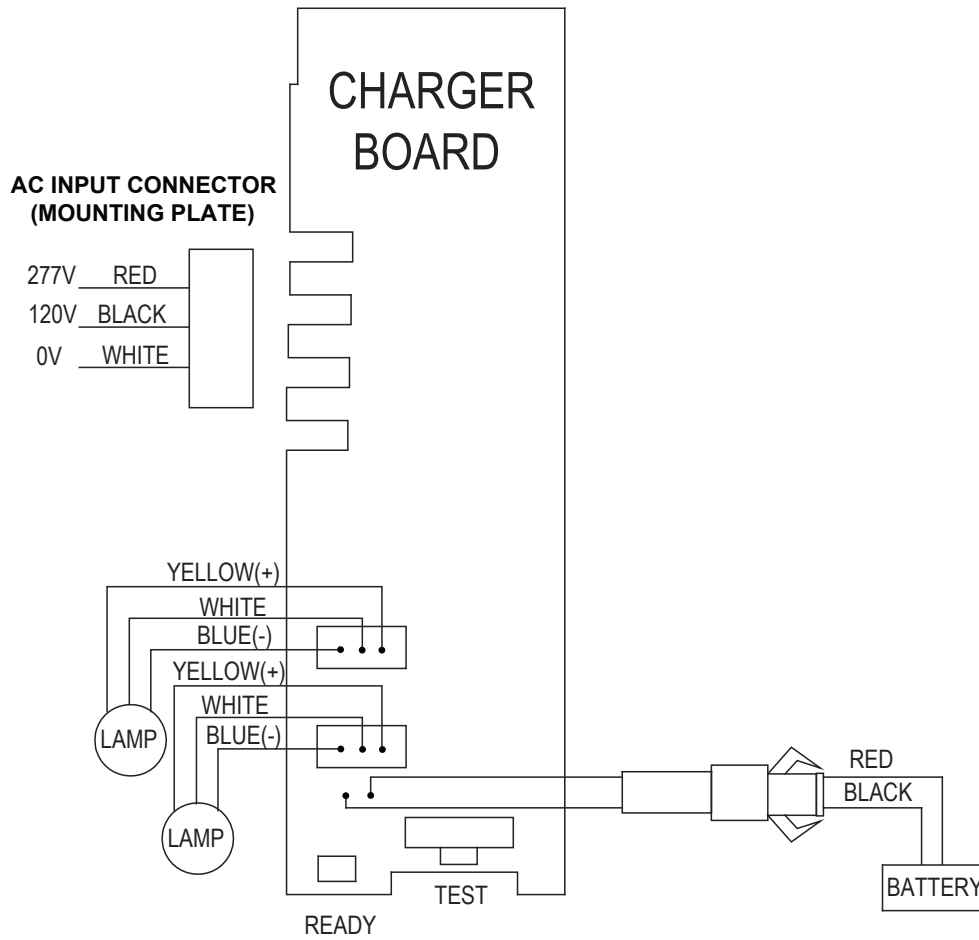 CHARGER
BOARD
AC INPUT CONNECTOR
(MOUNTING PLATE)
277V RED
120V BLACK
0V WHITE
YELLOW(+)
WHITE
BLUE(-)
YELLOW(+)
WHITE
BLUE(-)
LAMP
LAMP
RED
BLACK
BATTERY
TEST
READY